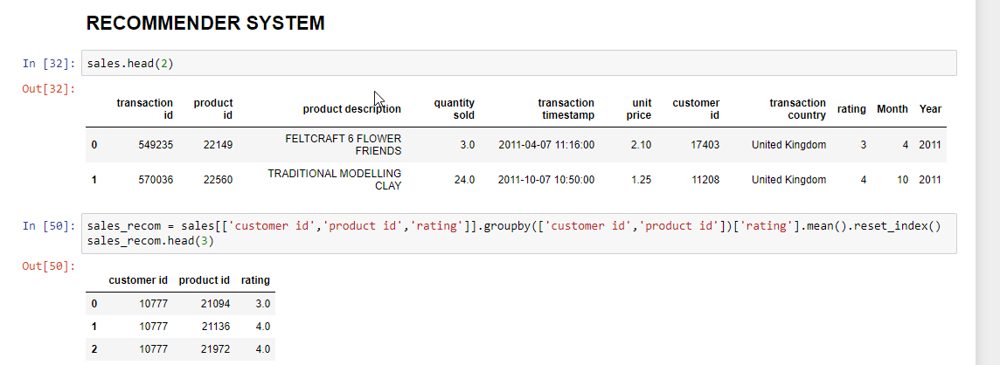 RECOMMENDER SYSTEM
In [32]: sales.head(2)
Out[32]:
transaction id product id product description quantity sold transaction timestamp unit price customer id transaction country rating Month Year
0 549235 22149 FELTCRAFT 6 FLOWER FRIENDS 3.0 2011-04-07 11:16:00 2.10 17403 United Kingdom 3 4 2011
1 570036 22560 TRADITIONAL MODELLING CLAY 24.0 2011-10-07 10:50:00 1.25 11208 United Kingdom 4 10 2011
In [50]: sales_recom = sales[['customer id','product id','rating']].groupby(['customer id','product id'])['rating'].mean().reset_index()
sales_recom.head(3)
Out[50]:
customer id product id rating
0 10777 21094 3.0
1 10777 21136 4.0
2 10777 21972 4.0